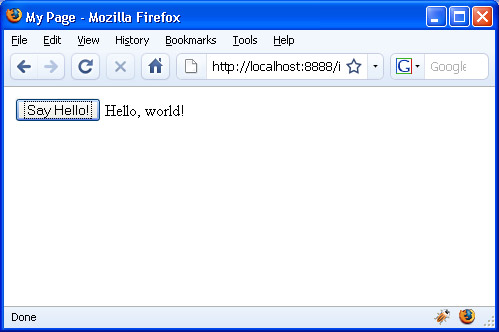 My Page - Mozilla Firefox
File Edit View History Bookmarks Tools Help
http://localhost:8888/i G Google
Say Hello! Hello, world!
Done